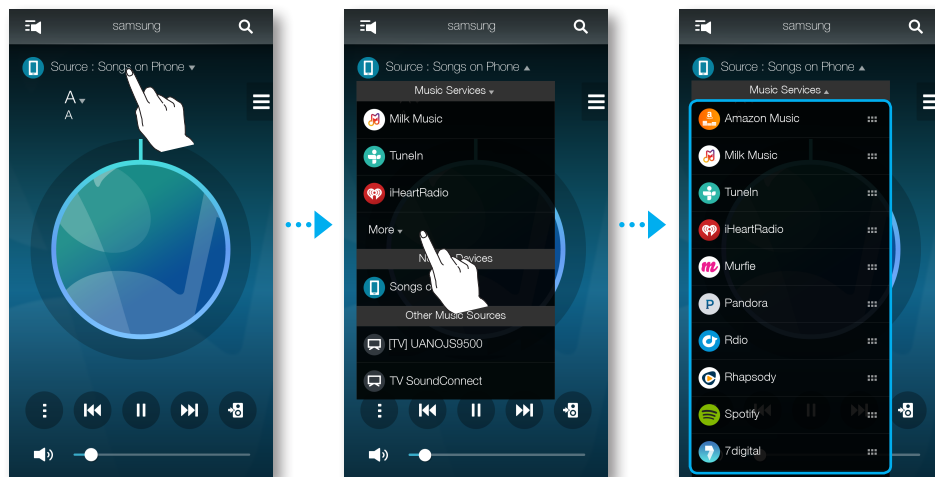 samsung
Source : Songs on Phone
A
A
samsung
Source : Songs on Phone
Music Services
Milk Music
TuneIn
iHeartRadio
More
Devices
Songs
Other Music Sources
[TV] UANOJS9500
TV SoundConnect
samsung
Source : Songs on Phone
Music Services
Amazon Music
Milk Music
TuneIn
iHeartRadio
Murfie
Pandora
Rdio
Rhapsody
Spotify
7digital